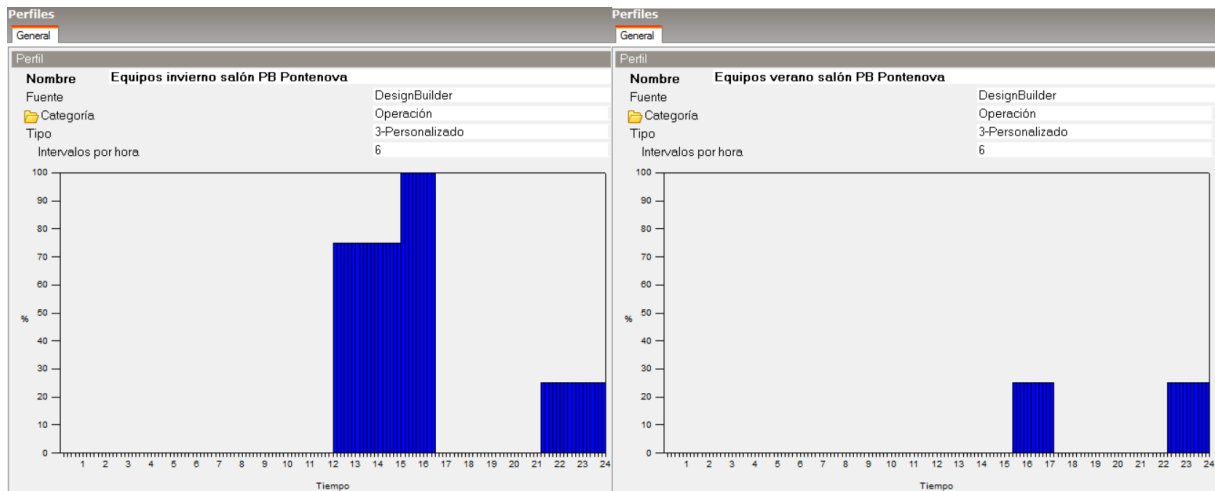 Perfiles
General
Perfil
Nombre Equipos invierno salón PB Pontenova
Fuente DesignBuilder
Categoría Operación
Tipo 3-Personalizado
Intervalos por hora 6
100
90
80
70
60
50
%
40
30
20
10
0
1 2 3 4 5 6 7 8 9 10 11 12 13 14 15 16 17 18 19 20 21 22 23 24
Tiempo
Perfiles
General
Perfil
Nombre Equipos verano salón PB Pontenova
Fuente DesignBuilder
Categoría Operación
Tipo 3-Personalizado
Intervalos por hora 6
100
90
80
70
60
50
%
40
30
20
10
0
1 2 3 4 5 6 7 8 9 10 11 12 13 14 15 16 17 18 19 20 21 22 23 24
Tiempo